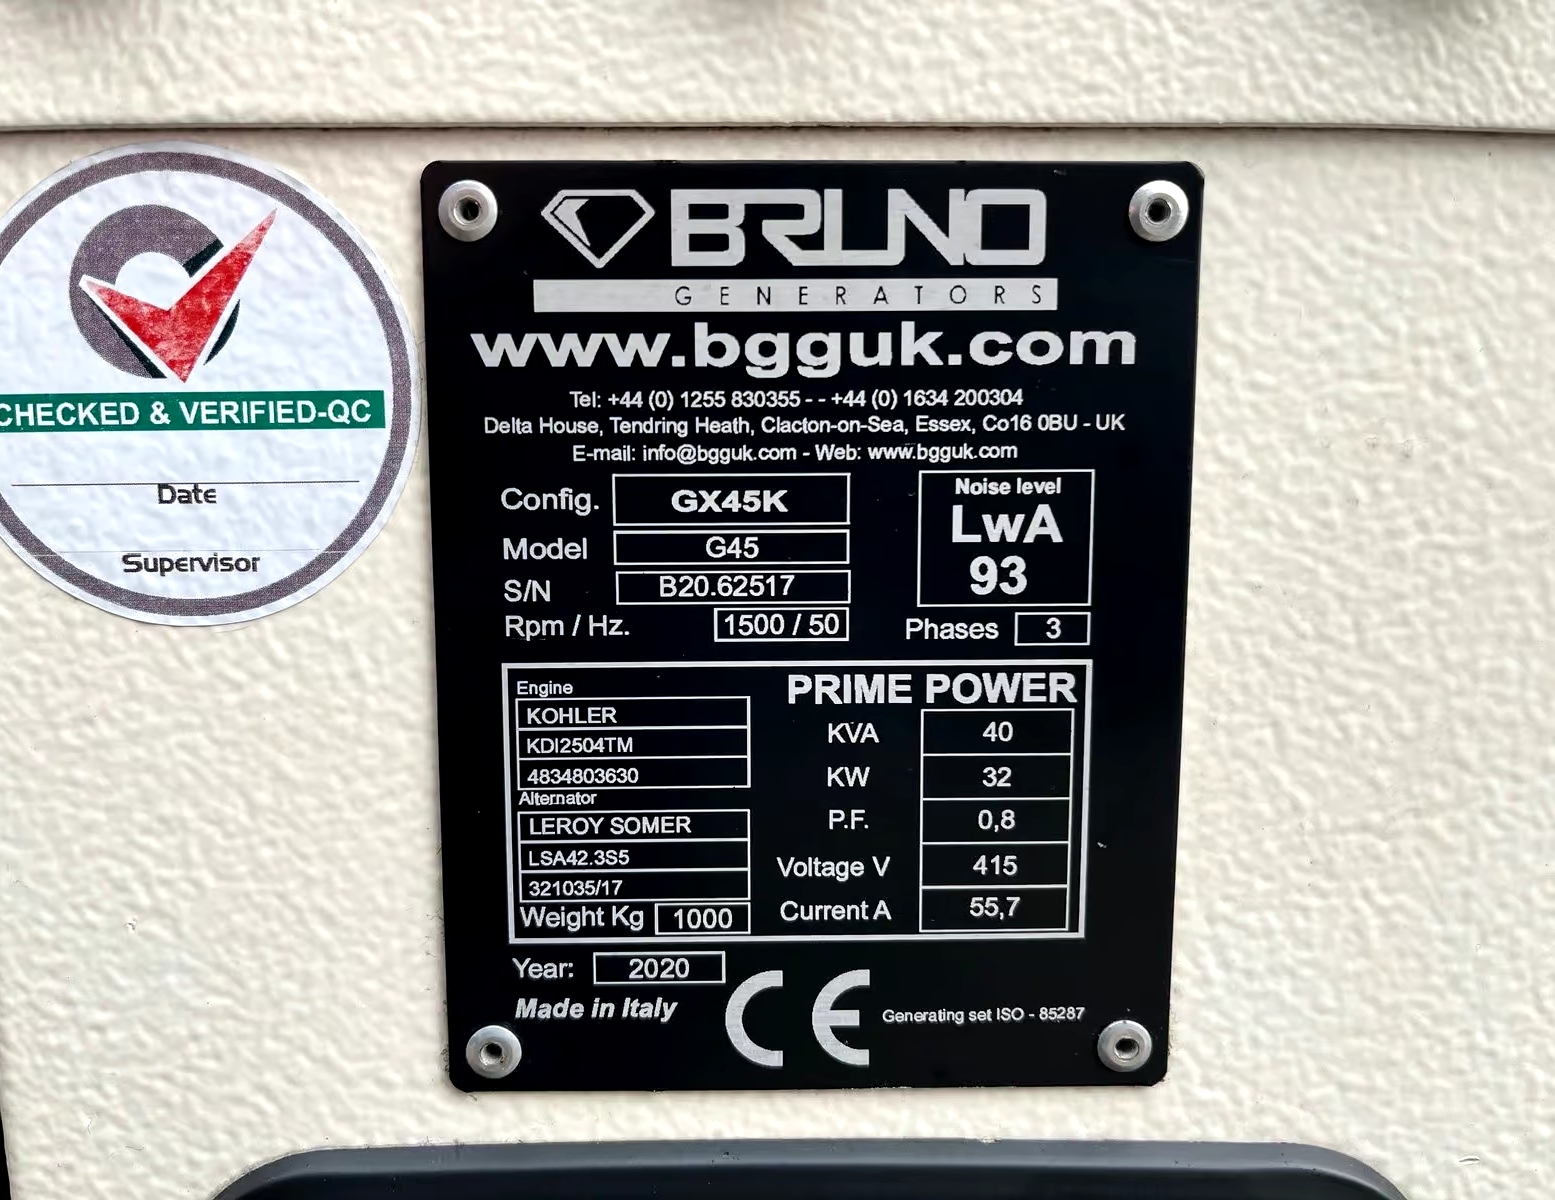 BRUNO
GENERATORS
www.bgguk.com
Tel: +44 (0) 1255 830355 - - +44 (0) 1634 200304
Delta House, Tendring Heath, Clacton-on-Sea, Essex, Co16 0BU - UK
E-mail: info@bgguk.com - Web: www.bgguk.com
Config. GX45K
Model G45
S/N B20.62517
Rpm / Hz. 1500 / 50
Noise level
LwA
93
Phases 3
Engine
KOHLER
KDI2504TM
4834803630
Alternator
LEROY SOMER
LSA42.3S5
321035/17
Weight Kg 1000
PRIME POWER
KVA 40
KW 32
P.F. 0,8
Voltage V 415
Current A 55,7
Year: 2020
Made in Italy
CE
Generating set ISO - 85287
CHECKED & VERIFIED-QC
Date
Supervisor